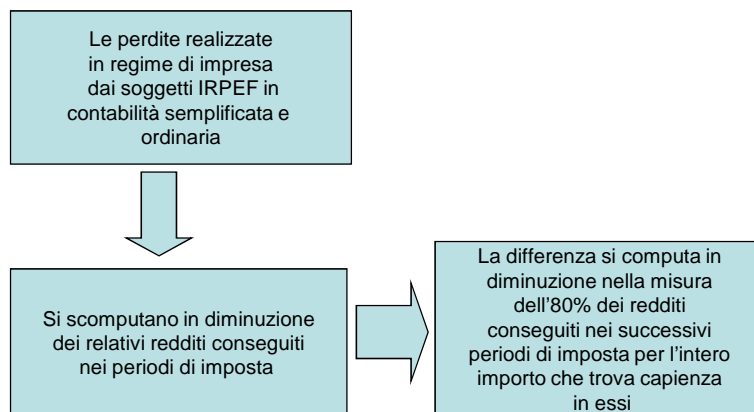 Le perdite realizzate
in regime di impresa
dai soggetti IRPEF in
contabilità semplificata e
ordinaria
Si scomputano in diminuzione
dei relativi redditi conseguiti
nei periodi di imposta
La differenza si computa in
diminuzione nella misura
dell'80% dei redditi
conseguiti nei successivi
periodi di imposta per l'intero
importo che trova capienza
in essi